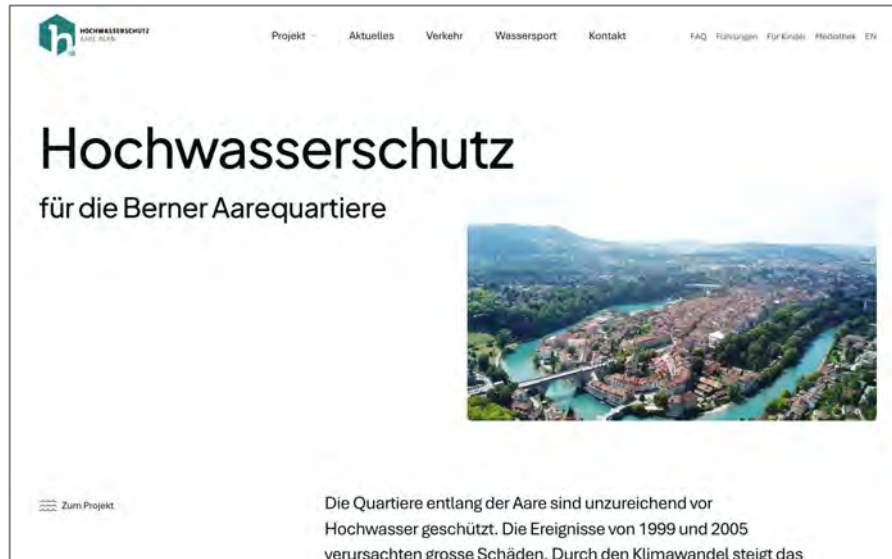 HOCHWASSERSCHUTZ
AARE BERN
Projekt
Aktuelles
Verkehr
Wassersport
Kontakt
FAQ
Führungen
Für Kinder
Mediathek
EN
Hochwasserschutz
für die Berner Aarequartiere
Zum Projekt
Die Quartiere entlang der Aare sind unzureichend vor
Hochwasser geschützt. Die Ereignisse von 1999 und 2005
verursachten grosse Schäden. Durch den Klimawandel steigt das